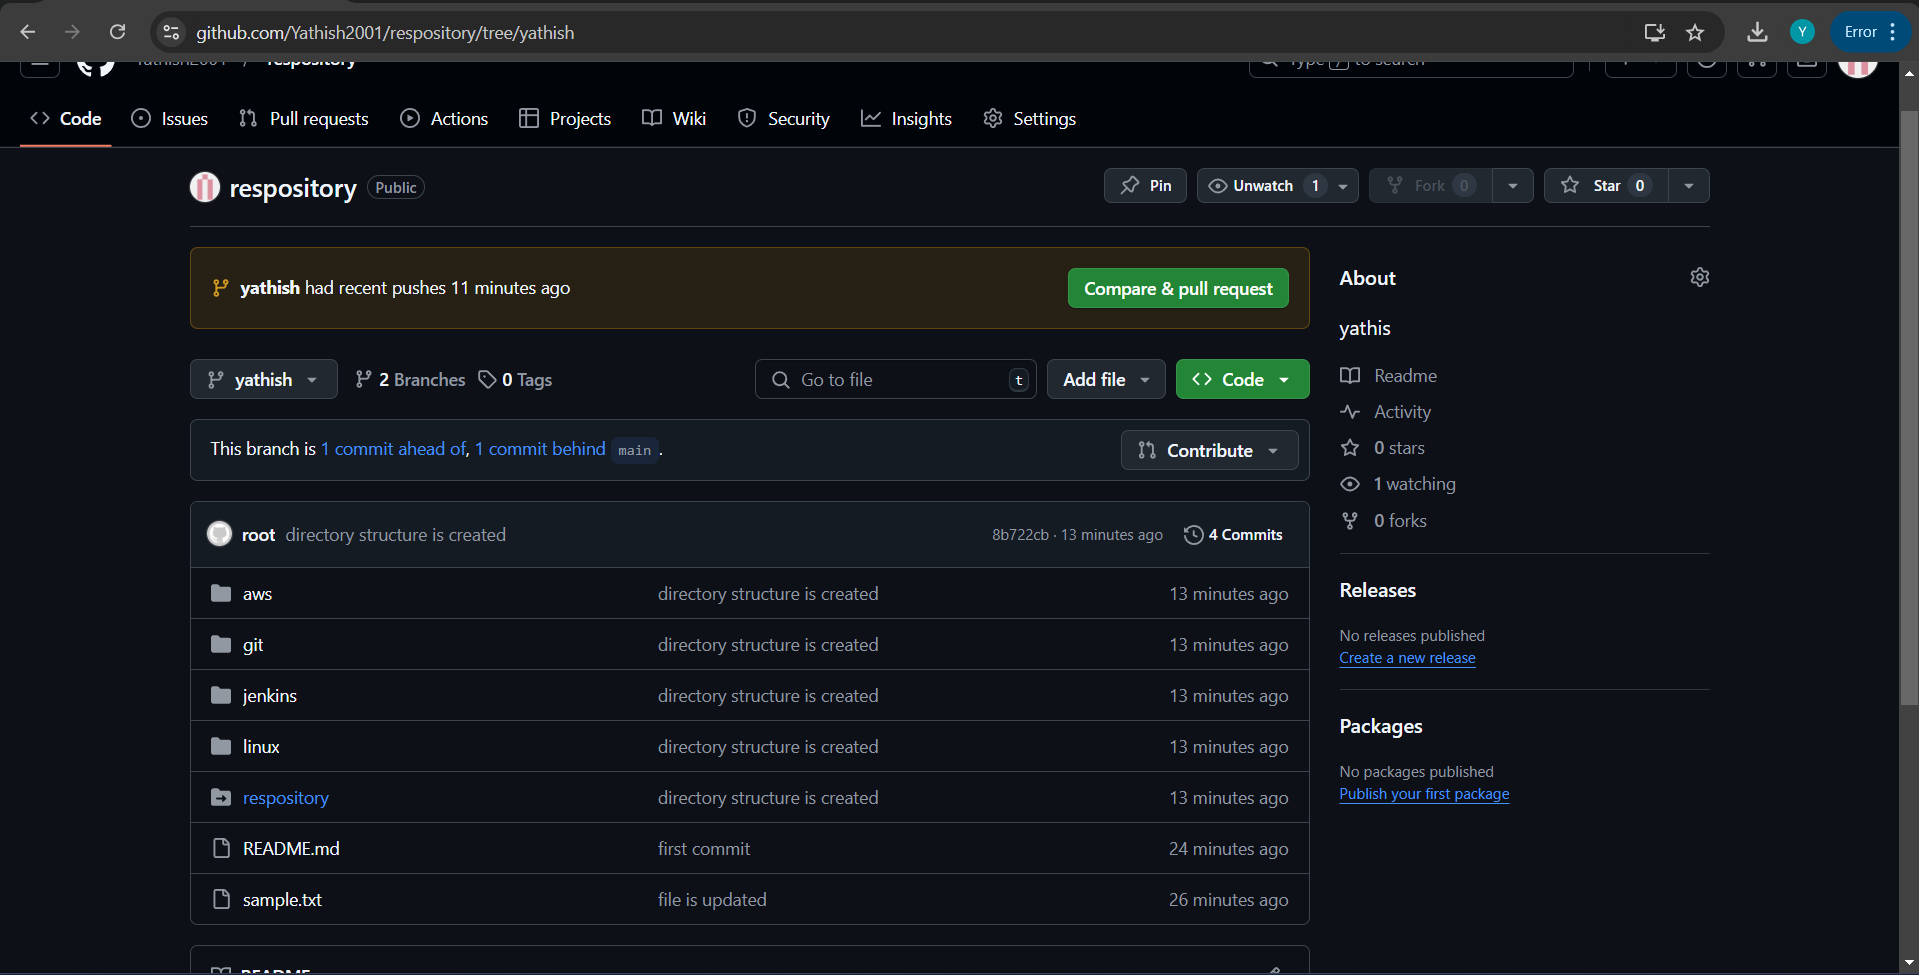 github.com/Yathish2001/respository/tree/yathish
Y
Error
Yathish2001 / respository
Type / to search
Code
Issues
Pull requests
Actions
Projects
Wiki
Security
Insights
Settings
respository Public
Pin
Unwatch 1
Fork 0
Star 0
yathish had recent pushes 11 minutes ago
Compare & pull request
yathish
2 Branches
0 Tags
Go to file t
Add file
Code
This branch is 1 commit ahead of, 1 commit behind main .
Contribute
root directory structure is created 8b722cb · 13 minutes ago 4 Commits
aws directory structure is created 13 minutes ago
git directory structure is created 13 minutes ago
jenkins directory structure is created 13 minutes ago
linux directory structure is created 13 minutes ago
respository directory structure is created 13 minutes ago
README.md first commit 24 minutes ago
sample.txt file is updated 26 minutes ago
README
About
yathis
Readme
Activity
0 stars
1 watching
0 forks
Releases
No releases published
Create a new release
Packages
No packages published
Publish your first package